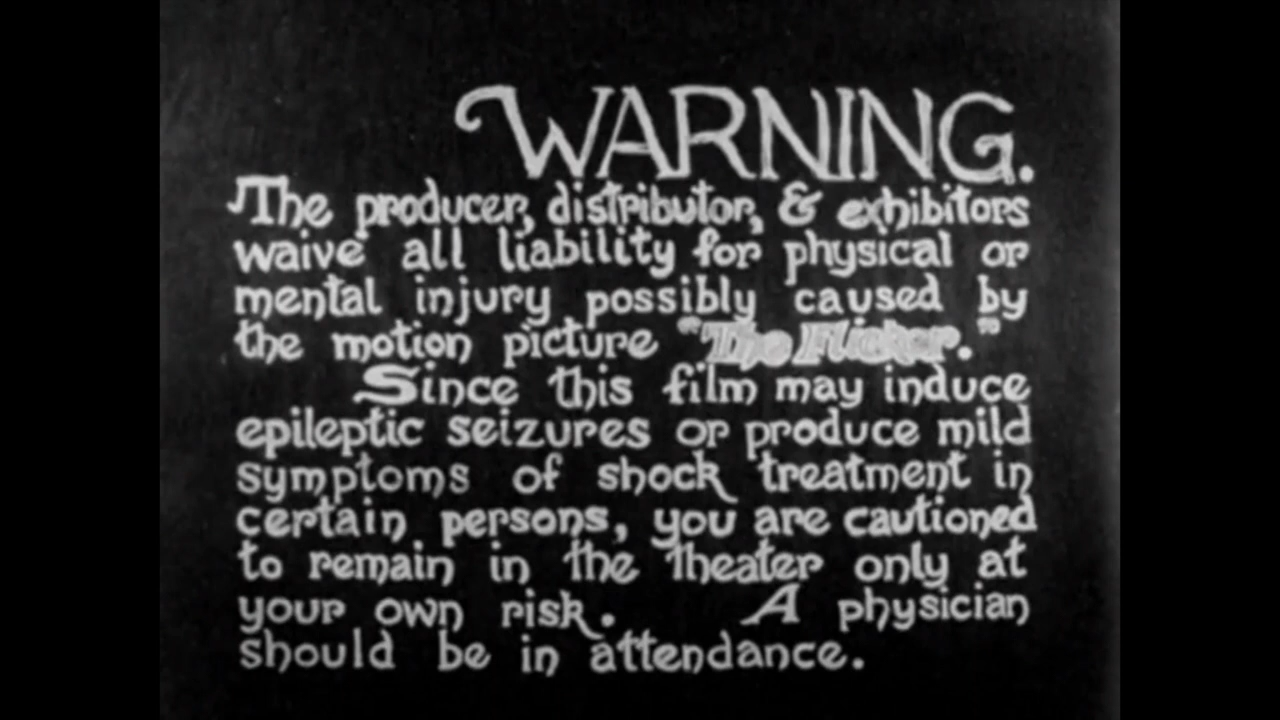 WARNING.
The producer, distributor, & exhibitors
waive all liability for physical or
mental injury possibly caused by
the motion picture "The Flicker."
Since this film may induce
epileptic seizures or produce mild
symptoms of shock treatment in
certain persons, you are cautioned
to remain in the theater only at
your own risk. A physician
should be in attendance.